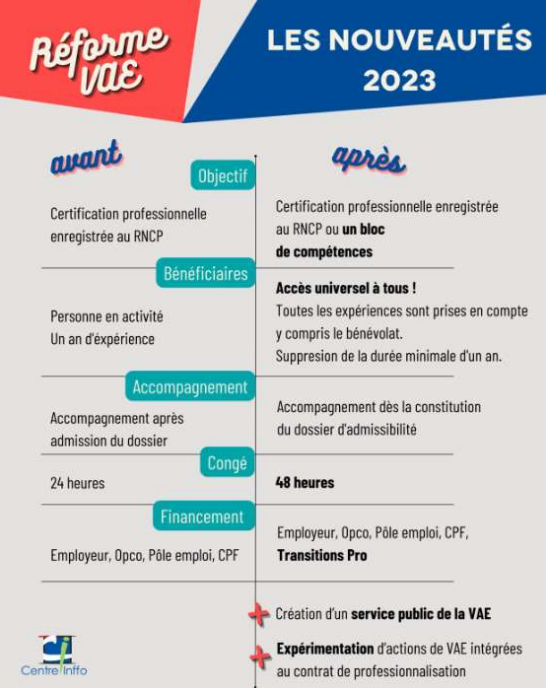 Réforme
VAE
LES NOUVEAUTÉS
2023
avant
après
Objectif
Certification professionnelle
enregistrée au RNCP
Certification professionnelle enregistrée
au RNCP ou un bloc
de compétences
Bénéficiaires
Personne en activité
Un an d'éxpérience
Accès universel à tous !
Toutes les expériences sont prises en compte
y compris le bénévolat.
Suppresion de la durée minimale d'un an.
Accompagnement
Accompagnement après
admission du dossier
Accompagnement dès la constitution
du dossier d'admissibilité
Congé
24 heures
48 heures
Financement
Employeur, Opco, Pôle emploi, CPF
Employeur, Opco, Pôle emploi, CPF,
Transitions Pro
+ Création d'un service public de la VAE
+ Expérimentation d'actions de VAE intégrées
au contrat de professionnalisation
Centre Inffo